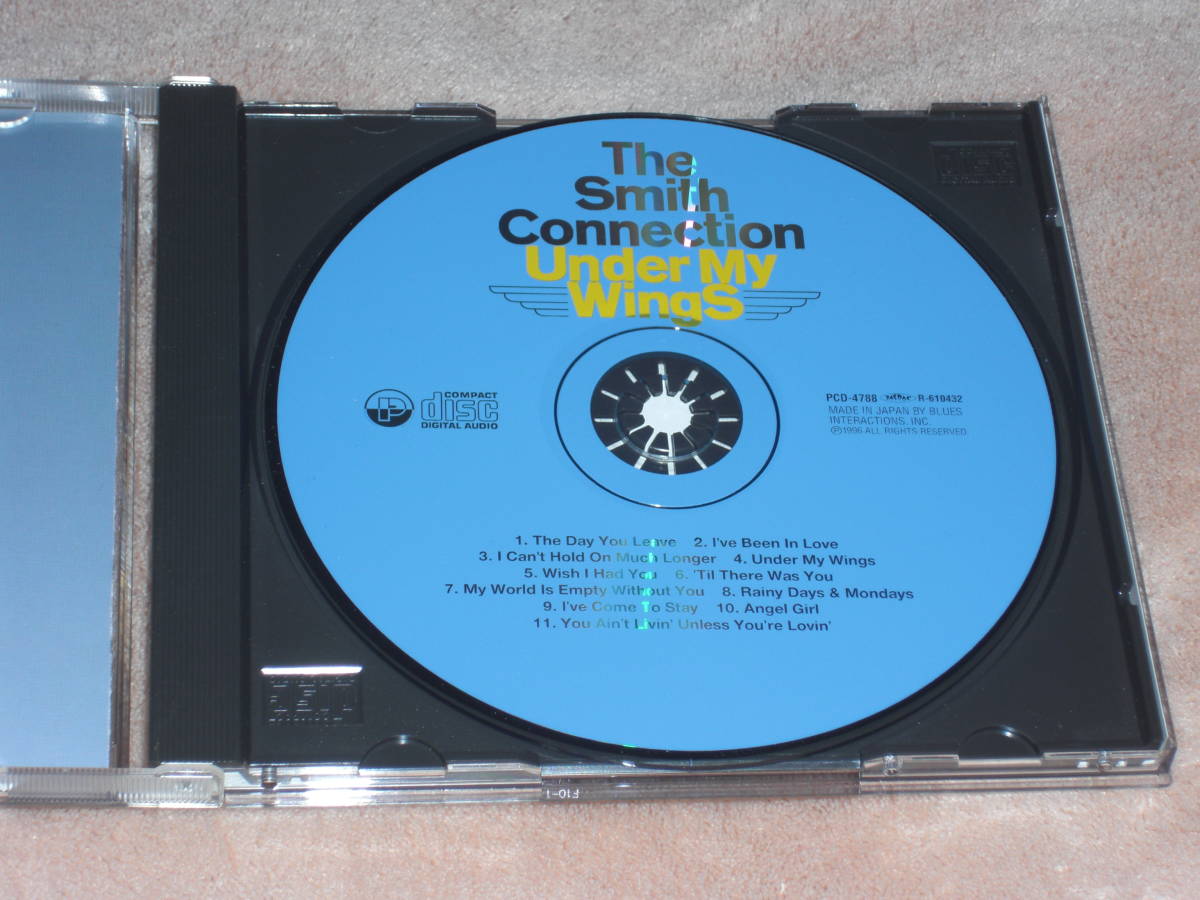 The
Smith
Connection
Under My
WingS
COMPACT
disc
DIGITAL AUDIO
PCD-4788 R-610432
MADE IN JAPAN BY BLUES
INTERACTIONS, INC.
Ⓟ1996 ALL RIGHTS RESERVED.
1. The Day You Leave 2. I've Been In Love
3. I Can't Hold On Much Longer 4. Under My Wings
5. Wish I Had You 6. 'Til There Was You
7. My World Is Empty Without You 8. Rainy Days & Mondays
9. I've Come To Stay 10. Angel Girl
11. You Ain't Livin' Unless You're Lovin'
F10-1